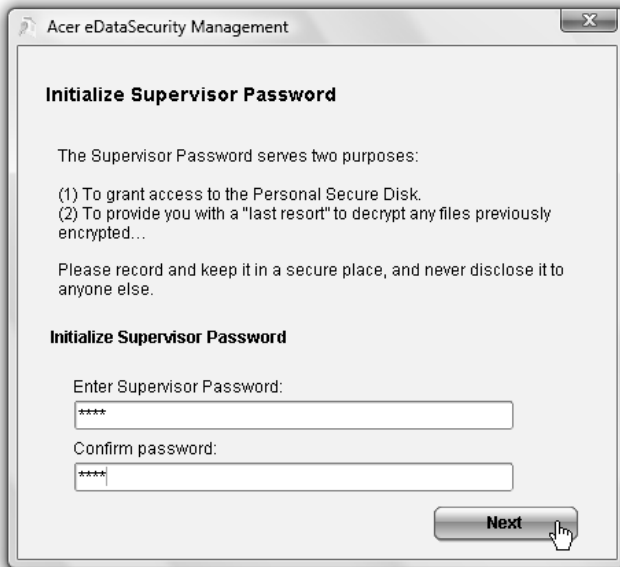 Acer eDataSecurity Management
X
Initialize Supervisor Password
The Supervisor Password serves two purposes:
(1) To grant access to the Personal Secure Disk.
(2) To provide you with a "last resort" to decrypt any files previously
encrypted...
Please record and keep it in a secure place, and never disclose it to
anyone else.
Initialize Supervisor Password
Enter Supervisor Password:
****
Confirm password:
****
Next